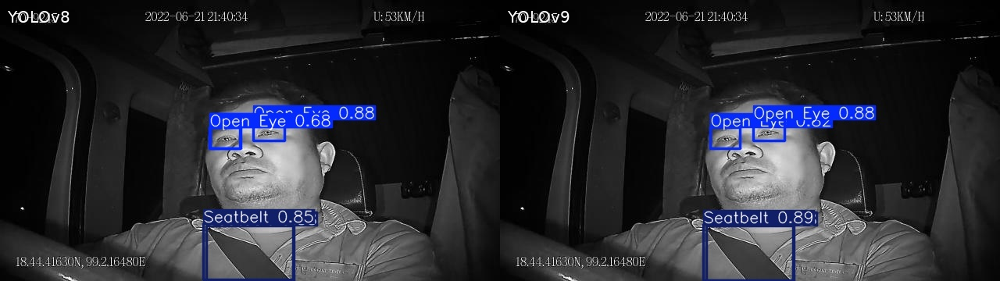 YOLOv8
2022-06-21 21:40:34
U:53KM/H
Open Eye 0.88
Open Eye 0.68
Seatbelt 0.85
18.44.41630N, 99.2.16480E
YOLOv9
2022-06-21 21:40:34
U:53KM/H
Open Eye 0.88
Open Eye 0.82
Seatbelt 0.89
18.44.41630N, 99.2.16480E